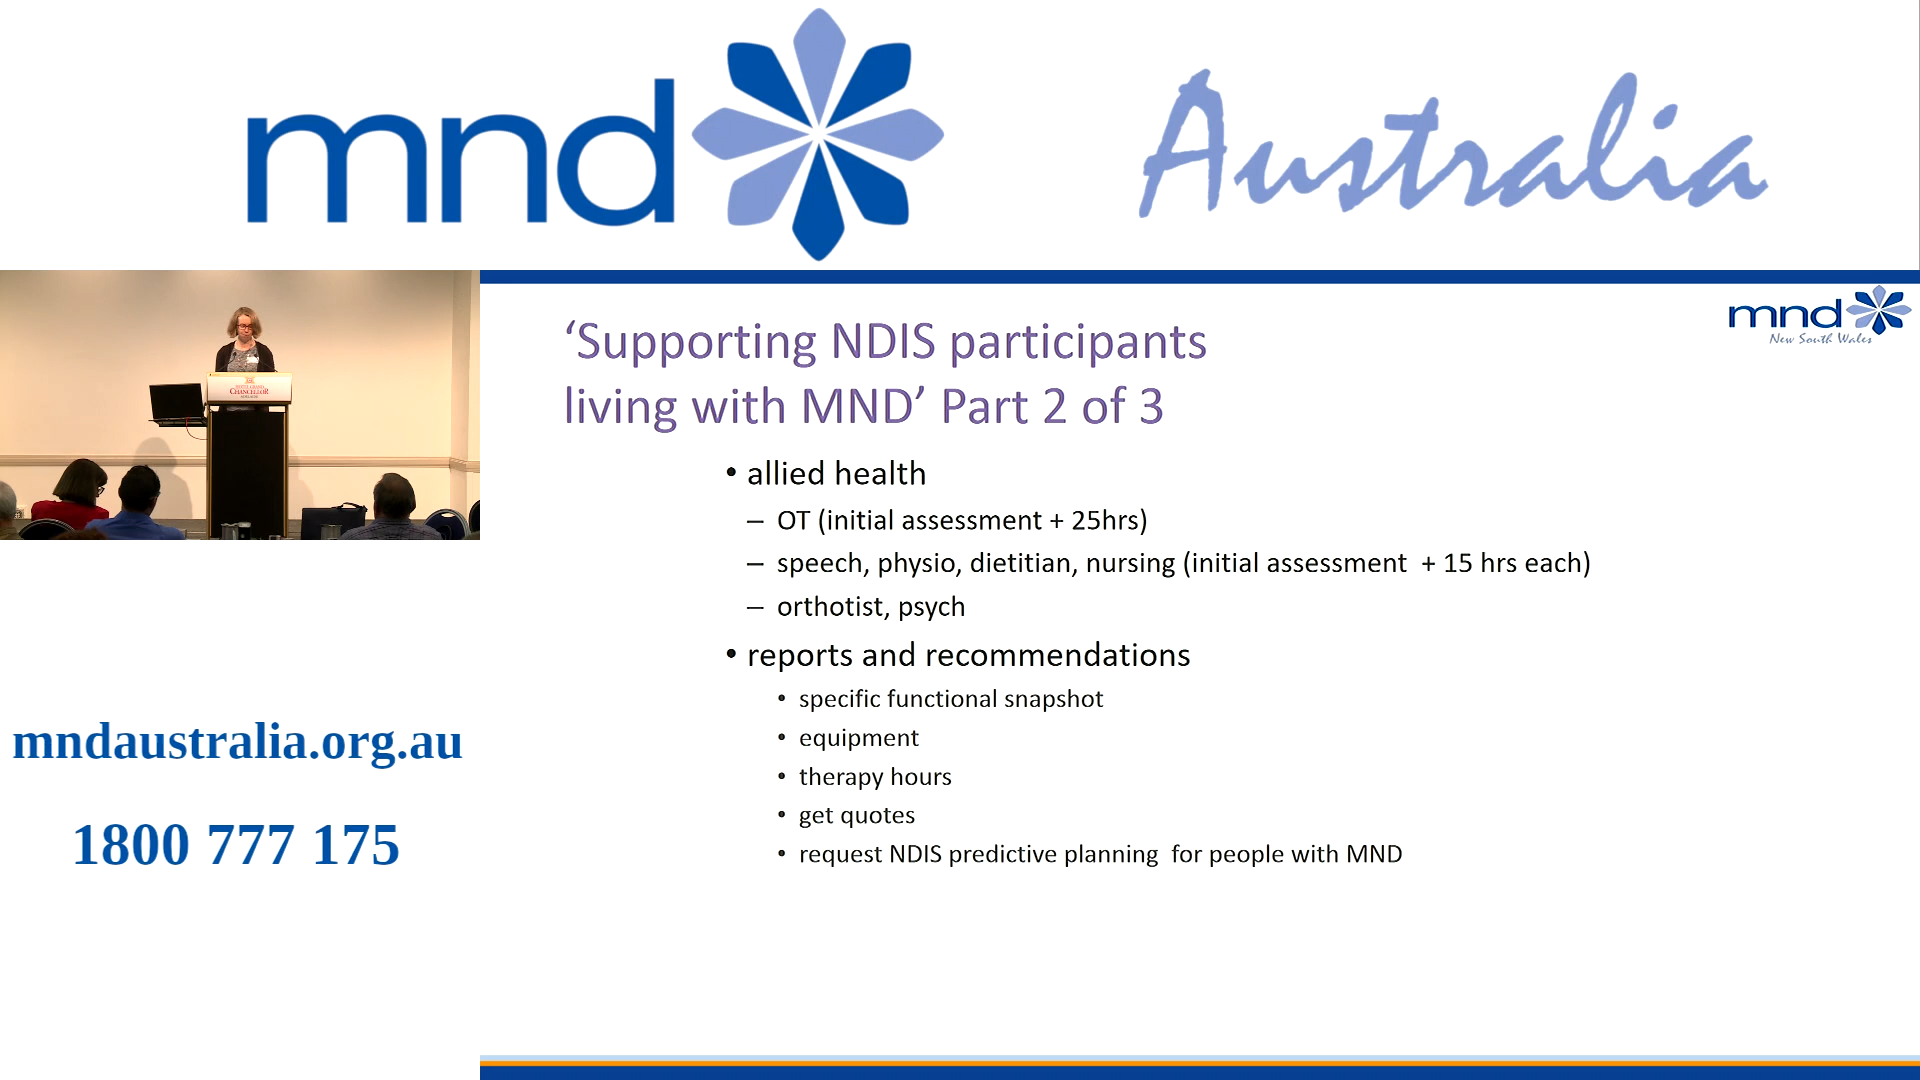 mnd Australia
mnd
New South Wales
‘Supporting NDIS participants
living with MND’ Part 2 of 3
• allied health
– OT (initial assessment + 25hrs)
– speech, physio, dietitian, nursing (initial assessment + 15 hrs each)
– orthotist, psych
• reports and recommendations
• specific functional snapshot
• equipment
• therapy hours
• get quotes
• request NDIS predictive planning for people with MND
CHANCELLOR
mndaustralia.org.au
1800 777 175